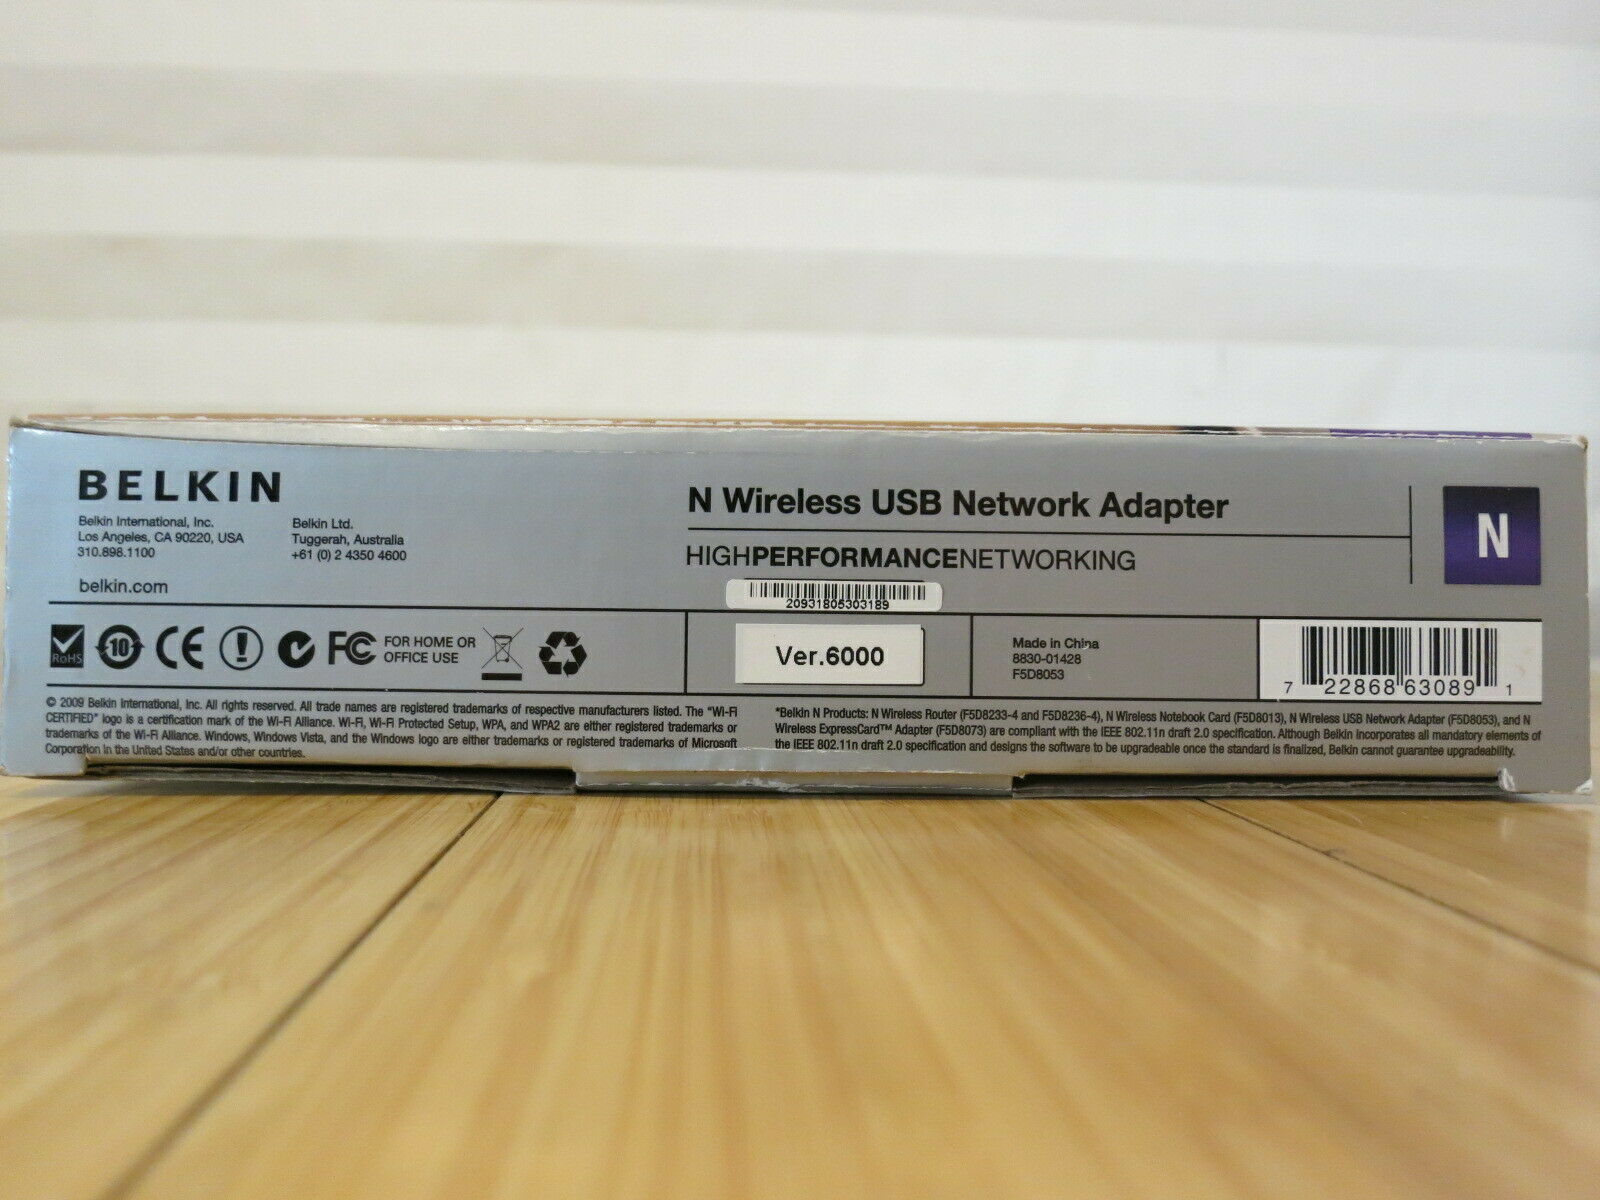 BELKIN
Belkin International, Inc.
Los Angeles, CA 90220, USA
310.898.1100
Belkin Ltd.
Tuggerah, Australia
+61 (0) 2 4350 4600
belkin.com
N Wireless USB Network Adapter
HIGHPERFORMANCENETWORKING
N
20931805303189
RoHS
10
CE
FC
FOR HOME OR
OFFICE USE
Ver.6000
Made in China
8830-01428
F5D8053
7 22868 63089 1
© 2009 Belkin International, Inc. All rights reserved. All trade names are registered trademarks of respective manufacturers listed. The "Wi-Fi
CERTIFIED" logo is a certification mark of the Wi-Fi Alliance. Wi-Fi, Wi-Fi Protected Setup, WPA, and WPA2 are either registered trademarks or
trademarks of the Wi-Fi Alliance. Windows, Windows Vista, and the Windows logo are either trademarks or registered trademarks of Microsoft
Corporation in the United States and/or other countries.
*Belkin N Products: N Wireless Router (F5D8233-4 and F5D8236-4), N Wireless Notebook Card (F5D8013), N Wireless USB Network Adapter (F5D8053), and N
Wireless ExpressCard™ Adapter (F5D8073) are compliant with the IEEE 802.11n draft 2.0 specification. Although Belkin incorporates all mandatory elements of
the IEEE 802.11n draft 2.0 specification and designs the software to be upgradeable once the standard is finalized, Belkin cannot guarantee upgradeability.